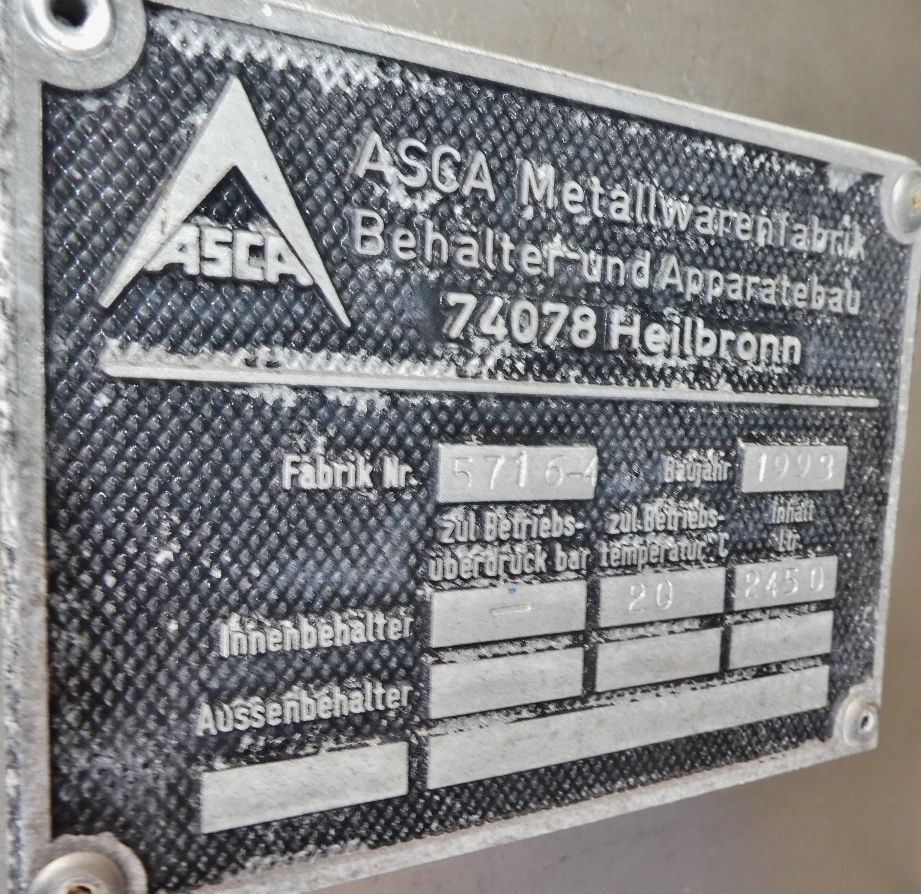 ASCA
ASCA Metallwarenfabrik
Behälter-und Apparatebau
74078 Heilbronn
Fabrik Nr. 5716-4 Baujahr 1993
zul Betriebs- zul Betriebs- Inhalt
überdruck bar temperatur °C Ltr.
Innenbehälter — 20 2450
Aussenbehälter